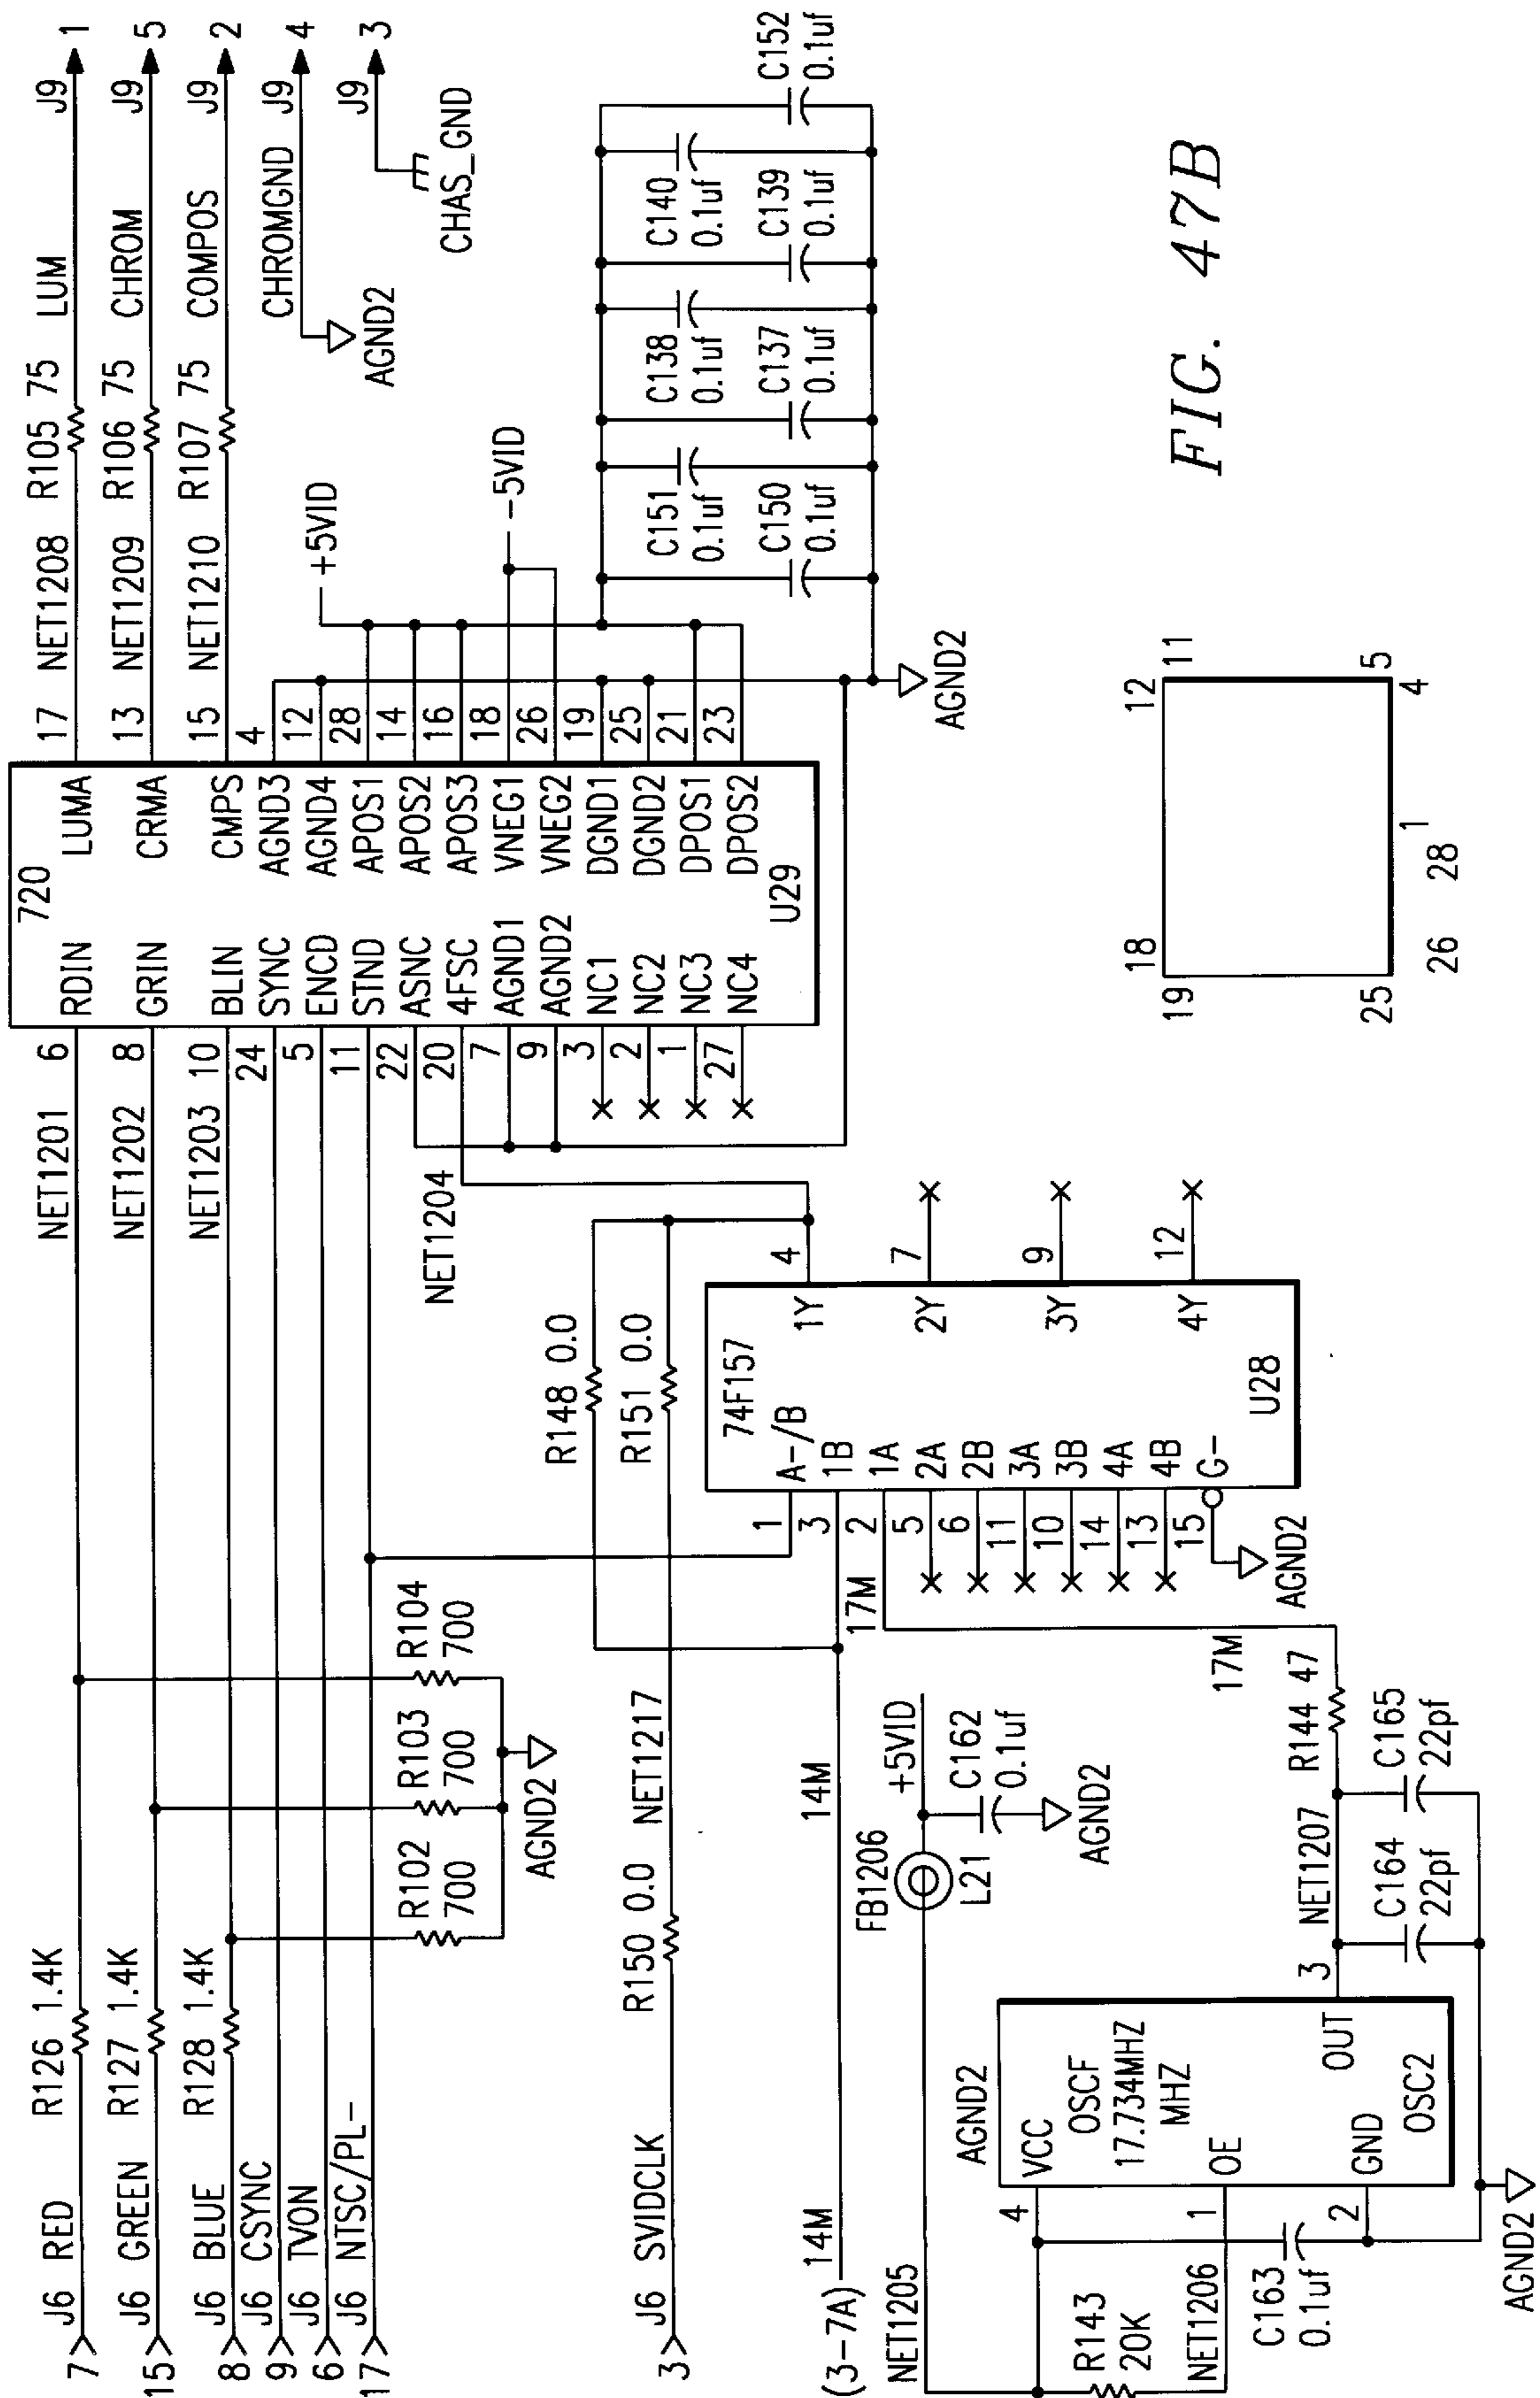 J6 RED
7
R126 1.4K
NET1201
6
RDIN
720
LUMA
17
NET1208
R105 75
LUM
J9
1
J6 GREEN
15
R127 1.4K
NET1202
8
GRIN
CRMA
13
NET1209
R106 75
CHROM
J9
5
J6 BLUE
8
R128 1.4K
NET1203
10
BLIN
CMPS
15
NET1210
R107 75
COMPOS
J9
2
J6 CSYNC
9
24
SYNC
AGND3
4
J6 TVON
6
5
ENCD
AGND4
12
J6 NTSC/PL-
17
11
STND
APOS1
28
22
ASNC
APOS2
14
20
4FSC
APOS3
16
7
AGND1
VNEG1
18
9
AGND2
VNEG2
26
3
NC1
DGND1
19
2
NC2
DGND2
25
1
NC3
DPOS1
21
27
NC4
DPOS2
23
U29
CHROMGND
J9
4
AGND2
J9
3
CHAS_GND
+5VID
-5VID
R102
700
R103
700
R104
700
AGND2
NET1204
C151
0.1uf
C138
0.1uf
C140
0.1uf
C150
0.1uf
C137
0.1uf
C139
0.1uf
C152
0.1uf
AGND2
R148 0.0
J6 SVIDCLK
3
R150 0.0
NET1217
R151 0.0
74F157
1
A-/B
1Y
4
3
1B
2
1A
5
2A
2Y
7
6
2B
11
3A
10
3B
3Y
9
14
4A
13
4B
4Y
12
15
G-
U28
AGND2
(3-7A)
14M
14M
17M
17M
NET1205
FB1206
L21
+5VID
C162
0.1uf
AGND2
R143
20K
NET1206
C163
0.1uf
4
1
2
AGND2
VCC
OSCF
17.734MHZ
MHZ
OE
OUT
GND
OSC2
3
NET1207
R144 47
C164
22pf
C165
22pf
AGND2
19
18
12
11
25
26
28
1
4
5
FIG. 47B